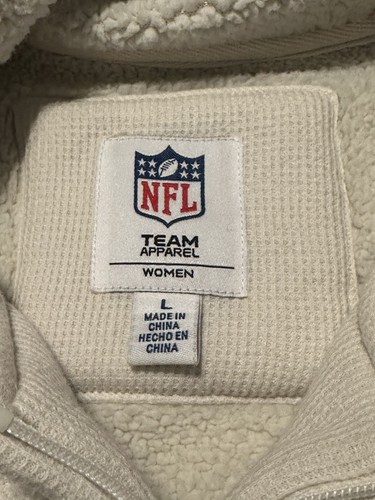 NFL
TEAM
APPAREL
WOMEN
L
MADE IN
CHINA
HECHO EN
CHINA